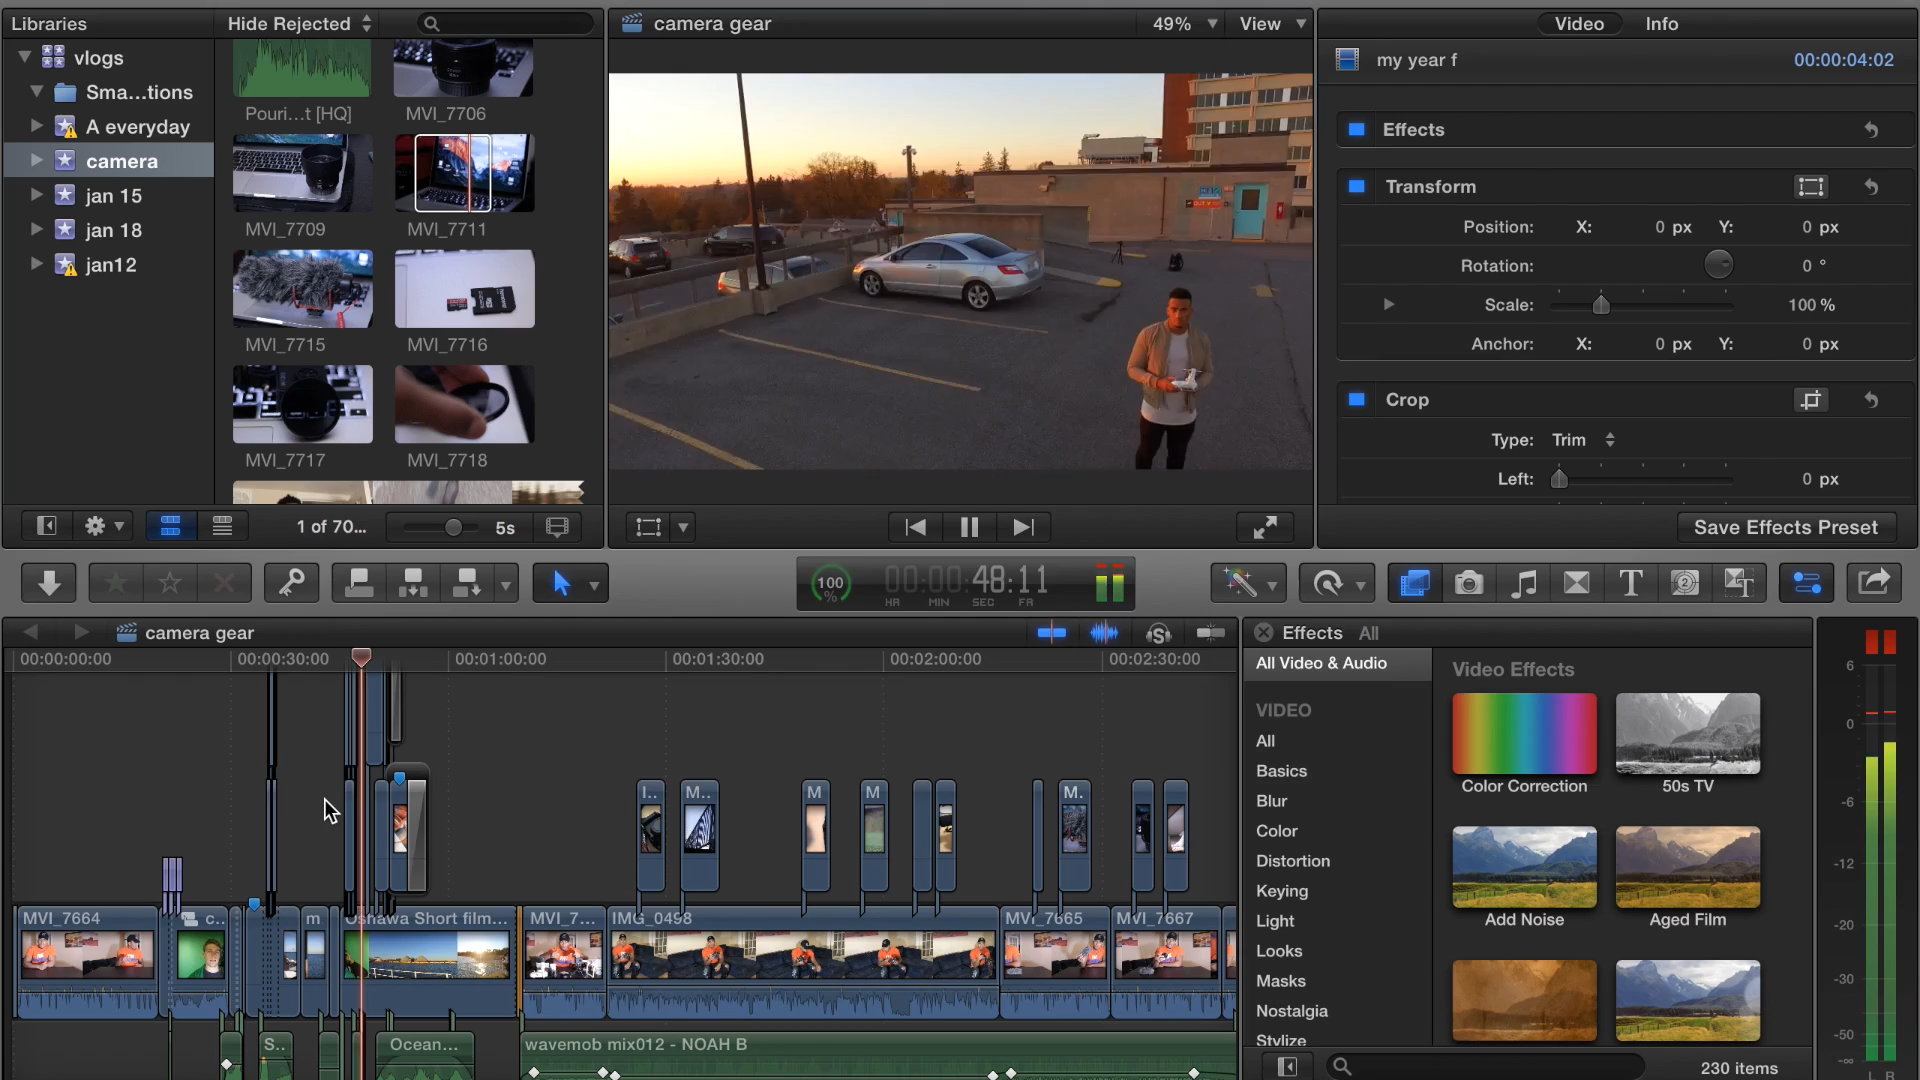 Libraries
Hide Rejected
camera gear
49%
View
Video
Info
vlogs
Sma...tions
A everyday
camera
jan 15
jan 18
jan12
Pouri...t [HQ]
MVI_7706
MVI_7709
MVI_7711
MVI_7715
MVI_7716
MVI_7717
MVI_7718
1 of 70...
5s
my year f
00:00:04:02
Effects
Transform
Position: X: 0 px Y: 0 px
Rotation: 0 °
Scale: 100 %
Anchor: X: 0 px Y: 0 px
Crop
Type: Trim
Left: 0 px
Save Effects Preset
100 %
00:00:48:11
HR MIN SEC FR
camera gear
00:00:00:00
00:00:30:00
00:01:00:00
00:01:30:00
00:02:00:00
00:02:30:00
I..
M..
M
M
M.
MVI_7664
c...
m
Oshawa Short film...
MVI_7...
IMG_0498
MVI_7665
MVI_7667
S..
Ocean...
wavemob mix012 - NOAH B
Effects All
All Video & Audio
VIDEO
All
Basics
Blur
Color
Distortion
Keying
Light
Looks
Masks
Nostalgia
Stylize
Video Effects
Color Correction
50s TV
Add Noise
Aged Film
230 items
6
0
-6
-12
-20
-30
-50
-∞
L R